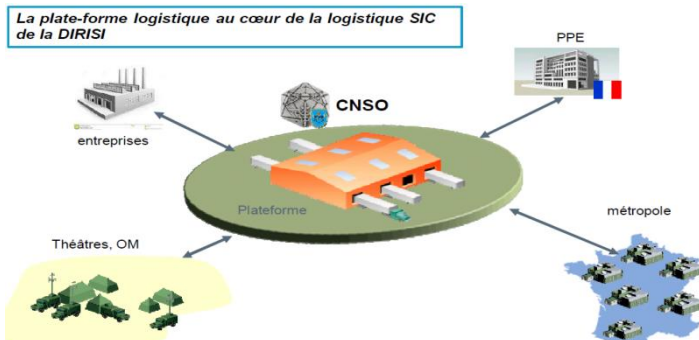 La plate-forme logistique au cœur de la logistique SIC
de la DIRISI
PPE
CNSO
entreprises
Plateforme
métropole
Théâtres, OM